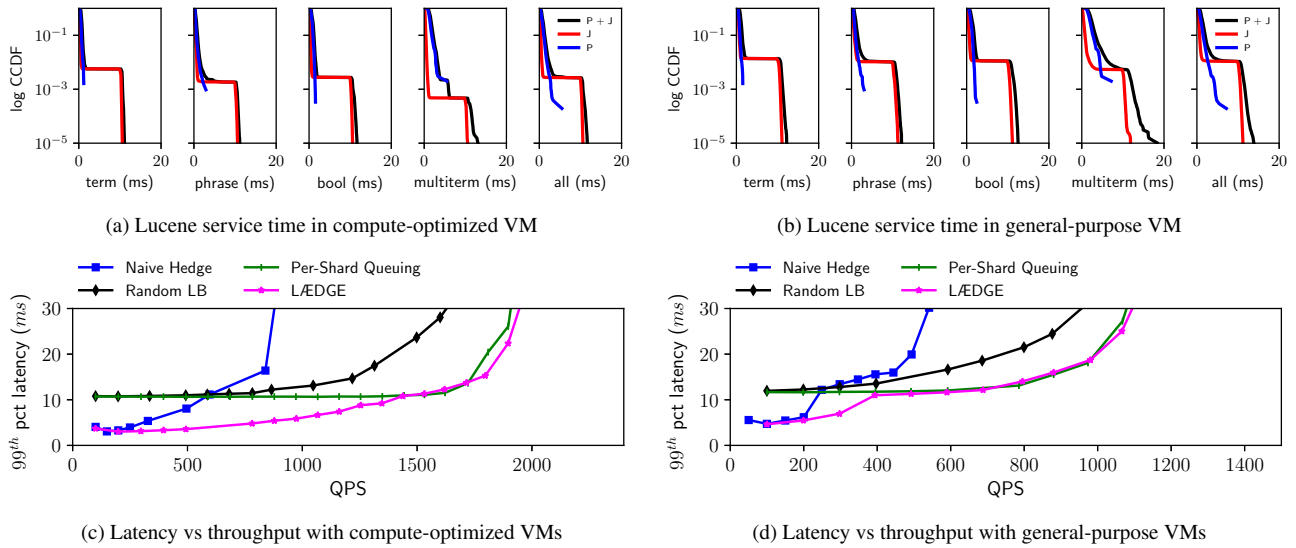 log CCDF
10⁻¹
10⁻³
10⁻⁵
0 20
term (ms)
0 20
phrase (ms)
0 20
bool (ms)
0 20
multiterm (ms)
0 20
all (ms)
P + J
J
P
(a) Lucene service time in compute-optimized VM
log CCDF
10⁻¹
10⁻³
10⁻⁵
0 20
term (ms)
0 20
phrase (ms)
0 20
bool (ms)
0 20
multiterm (ms)
0 20
all (ms)
P + J
J
P
(b) Lucene service time in general-purpose VM
Naive Hedge Per-Shard Queuing
Random LB LÆDGE
99ᵗʰ pct latency (ms)
30
20
10
0
0 500 1000 1500 2000
QPS
(c) Latency vs throughput with compute-optimized VMs
Naive Hedge Per-Shard Queuing
Random LB LÆDGE
99ᵗʰ pct latency (ms)
30
20
10
0
0 200 400 600 800 1000 1200 1400
QPS
(d) Latency vs throughput with general-purpose VMs